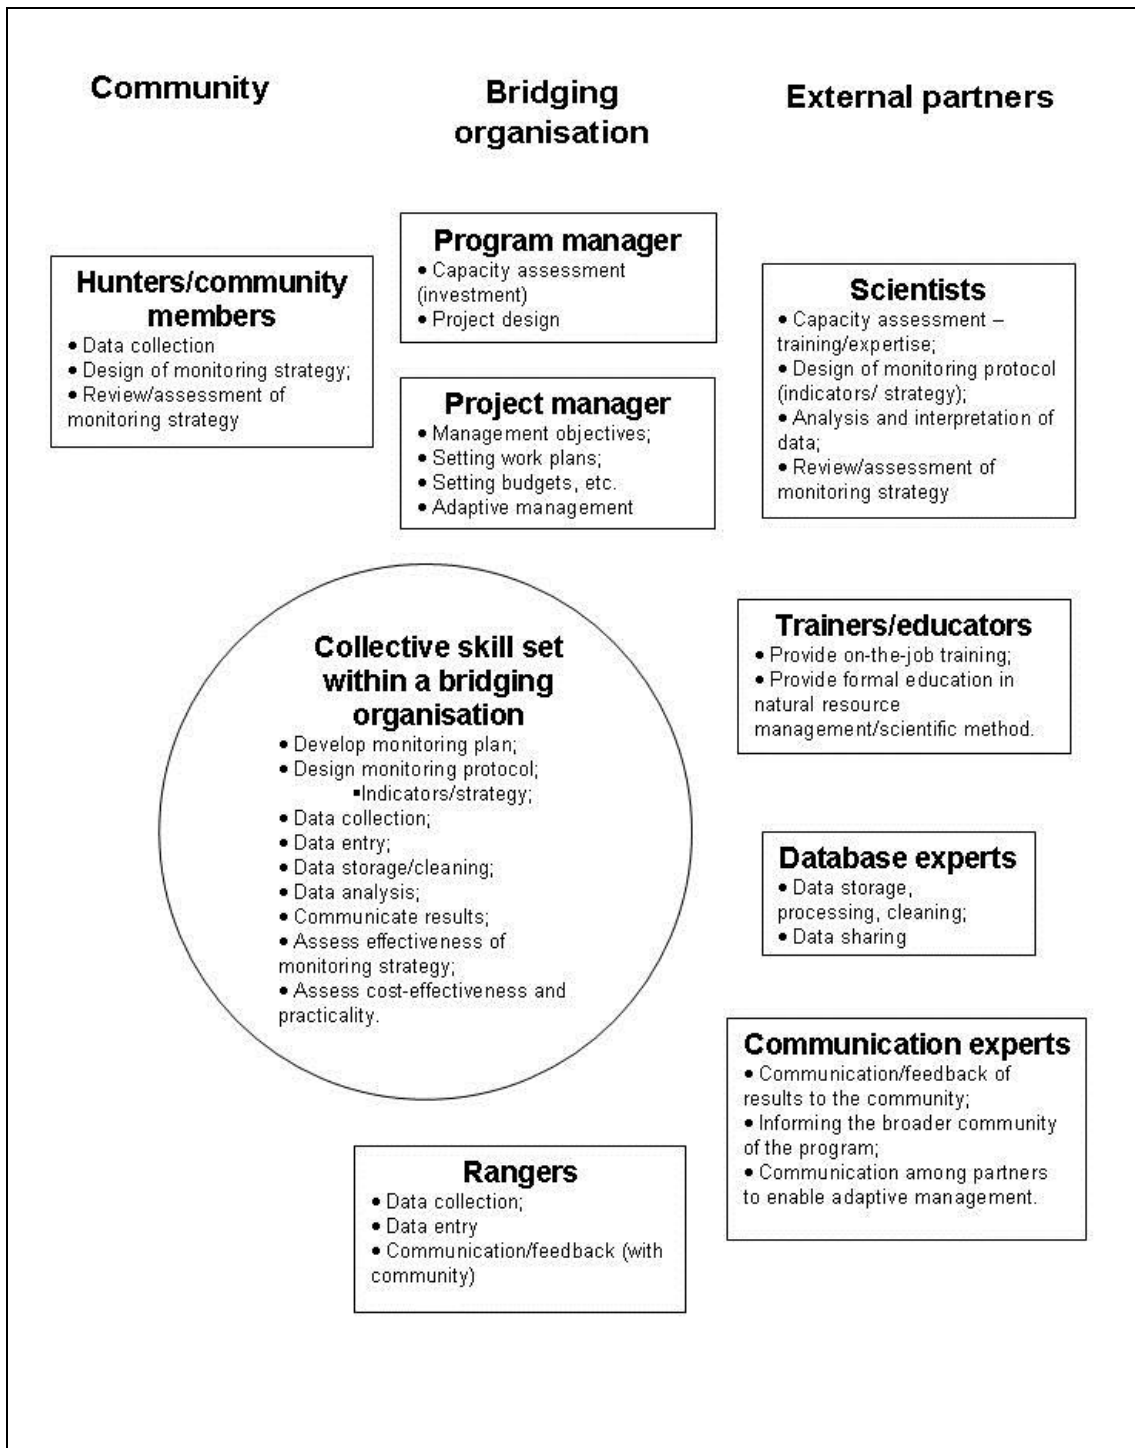 Community
Bridging
organisation
External partners
Hunters/community
members
• Data collection
• Design of monitoring strategy;
• Review/assessment of
monitoring strategy
Program manager
• Capacity assessment
(investment)
• Project design
Project manager
• Management objectives;
• Setting work plans;
• Setting budgets, etc.
• Adaptive management
Scientists
• Capacity assessment –
training/expertise;
• Design of monitoring protocol
(indicators/ strategy);
• Analysis and interpretation of
data;
• Review/assessment of
monitoring strategy
Collective skill set
within a bridging
organisation
• Develop monitoring plan;
• Design monitoring protocol;
▪Indicators/strategy;
• Data collection;
• Data entry;
• Data storage/cleaning;
• Data analysis;
• Communicate results;
• Assess effectiveness of
monitoring strategy;
• Assess cost-effectiveness and
practicality.
Trainers/educators
• Provide on-the-job training;
• Provide formal education in
natural resource
management/scientific method.
Database experts
• Data storage,
processing, cleaning;
• Data sharing
Communication experts
• Communication/feedback of
results to the community;
• Informing the broader community
of the program;
• Communication among partners
to enable adaptive management.
Rangers
• Data collection;
• Data entry
• Communication/feedback (with
community)